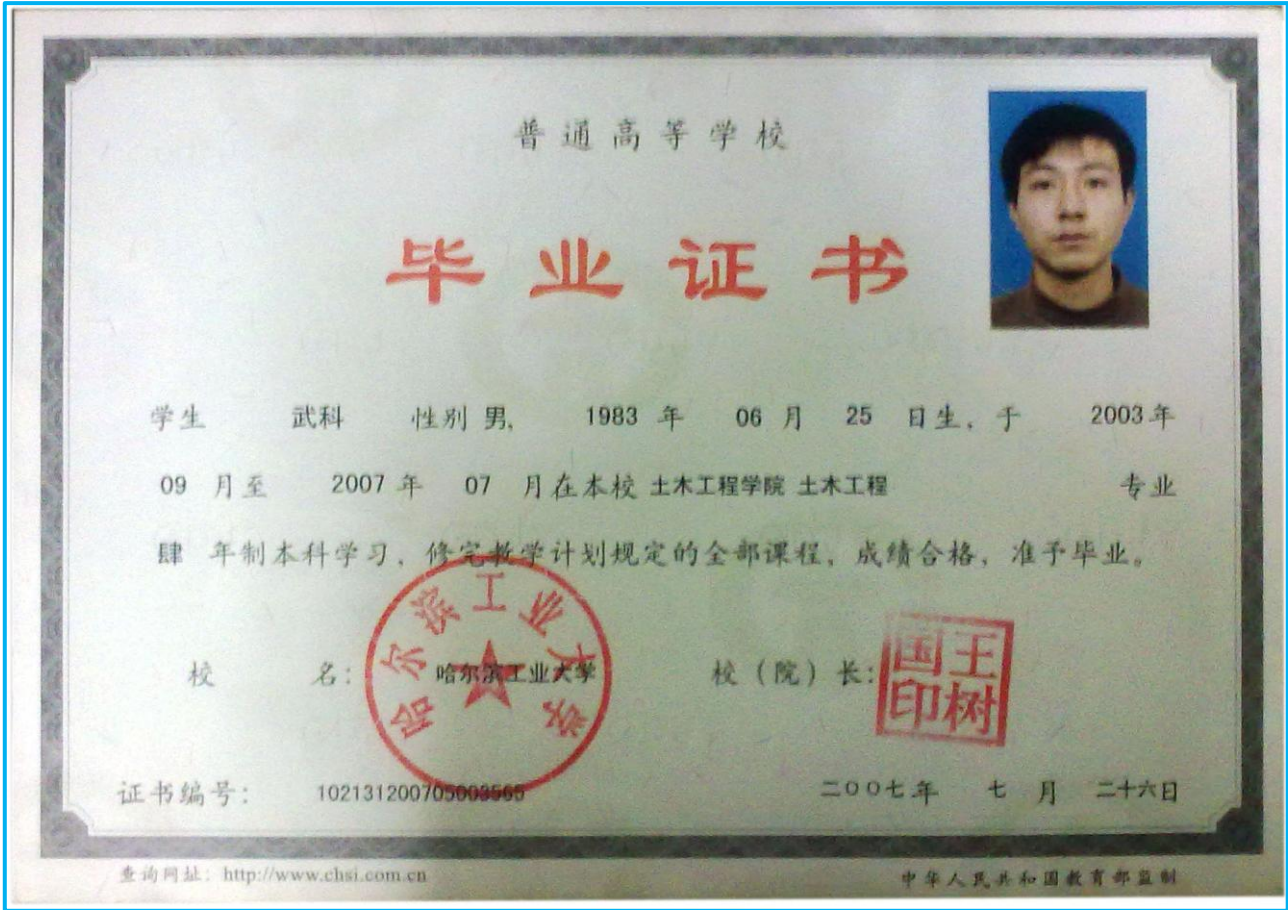 普通高等学校
毕业证书
学生 武科 性别 男, 1983 年 06 月 25 日生, 于 2003 年
09 月至 2007 年 07 月在本校 土木工程学院 土木工程 专业
肆 年制本科学习, 修完教学计划规定的全部课程, 成绩合格, 准予毕业。
校 名: 哈尔滨工业大学 校（院）长:
哈尔滨工业大学
王树国印
证书编号: 102131200705003565 二〇〇七年 七 月 二十六日
查询网址: http://www.chsi.com.cn 中华人民共和国教育部监制